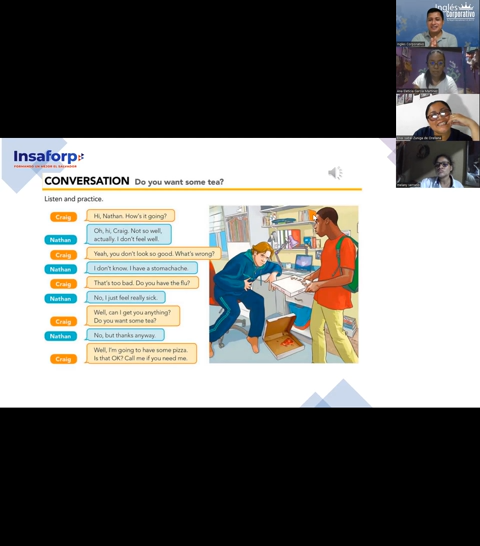 Inglés
Corporativo
Inglés Corporativo
Insaforp
CONVERSATION Do you want some tea?
Listen and practice.
Craig
Hi, Nathan. How's it going?
Nathan
Oh, hi, Craig. Not so well,
actually. I don't feel well.
Craig
Yeah, you don't look so good. What's wrong?
Nathan
I don't know. I have a stomachache.
Craig
That's too bad. Do you have the flu?
Nathan
No, I just feel really sick.
Craig
Well, can I get you anything?
Do you want some tea?
Nathan
No, but thanks anyway.
Craig
Well, I'm going to have some pizza.
Is that OK? Call me if you need me.